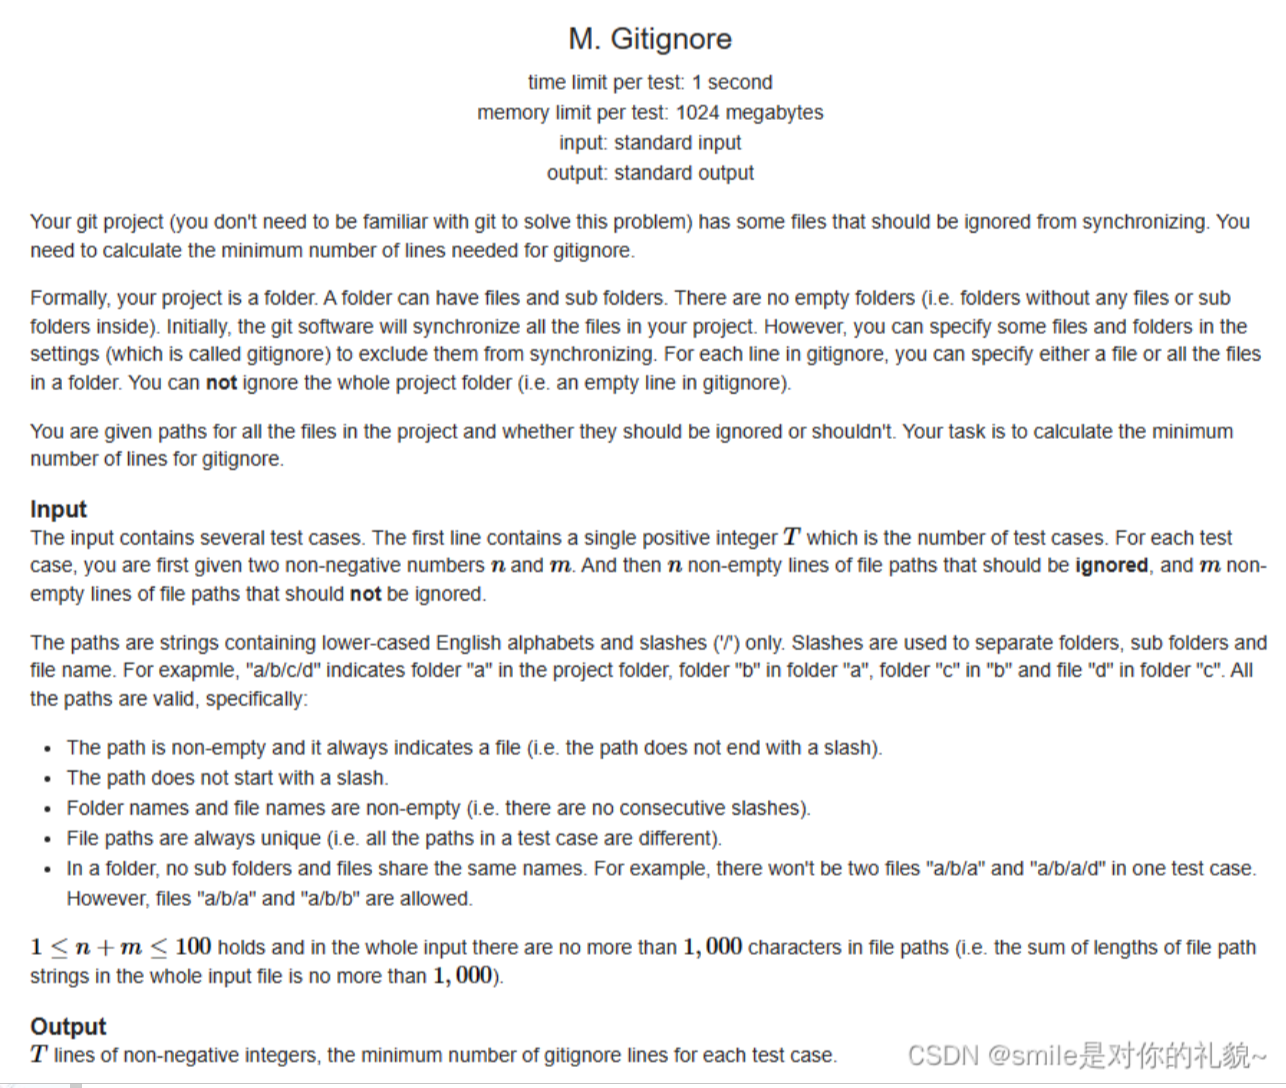 M. Gitignore
time limit per test: 1 second
memory limit per test: 1024 megabytes
input: standard input
output: standard output
Your git project (you don't need to be familiar with git to solve this problem) has some files that should be ignored from synchronizing. You
need to calculate the minimum number of lines needed for gitignore.
Formally, your project is a folder. A folder can have files and sub folders. There are no empty folders (i.e. folders without any files or sub
folders inside). Initially, the git software will synchronize all the files in your project. However, you can specify some files and folders in the
settings (which is called gitignore) to exclude them from synchronizing. For each line in gitignore, you can specify either a file or all the files
in a folder. You can not ignore the whole project folder (i.e. an empty line in gitignore).
You are given paths for all the files in the project and whether they should be ignored or shouldn't. Your task is to calculate the minimum
number of lines for gitignore.
Input
The input contains several test cases. The first line contains a single positive integer T which is the number of test cases. For each test
case, you are first given two non-negative numbers n and m. And then n non-empty lines of file paths that should be ignored, and m non-
empty lines of file paths that should not be ignored.
The paths are strings containing lower-cased English alphabets and slashes ('/') only. Slashes are used to separate folders, sub folders and
file name. For exapmle, "a/b/c/d" indicates folder "a" in the project folder, folder "b" in folder "a", folder "c" in "b" and file "d" in folder "c". All
the paths are valid, specifically:
• The path is non-empty and it always indicates a file (i.e. the path does not end with a slash).
• The path does not start with a slash.
• Folder names and file names are non-empty (i.e. there are no consecutive slashes).
• File paths are always unique (i.e. all the paths in a test case are different).
• In a folder, no sub folders and files share the same names. For example, there won't be two files "a/b/a" and "a/b/a/d" in one test case.
However, files "a/b/a" and "a/b/b" are allowed.
1 ≤ n + m ≤ 100 holds and in the whole input there are no more than 1, 000 characters in file paths (i.e. the sum of lengths of file path
strings in the whole input file is no more than 1, 000).
Output
T lines of non-negative integers, the minimum number of gitignore lines for each test case.
CSDN @smile是对你的礼貌~